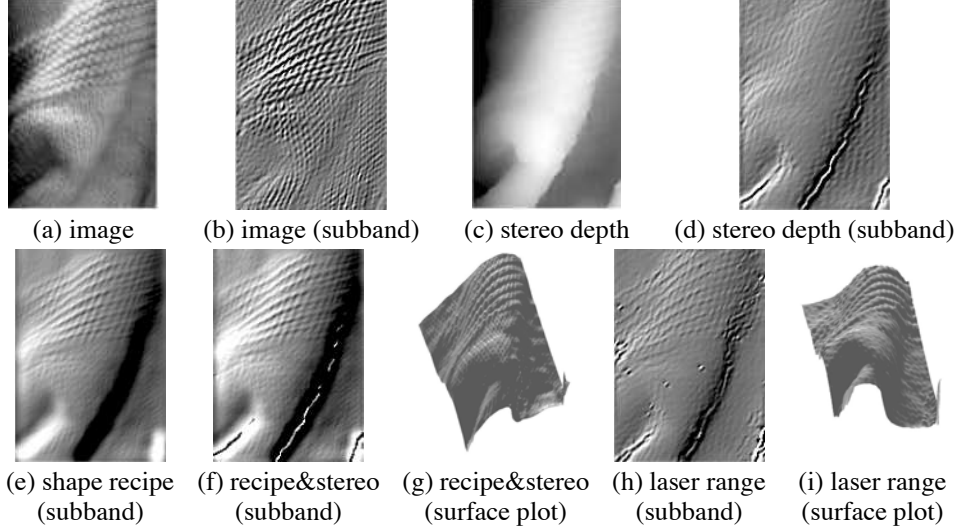 (a) image
(b) image (subband)
(c) stereo depth
(d) stereo depth (subband)
(e) shape recipe
(subband)
(f) recipe&stereo
(subband)
(g) recipe&stereo
(surface plot)
(h) laser range
(subband)
(i) laser range
(surface plot)